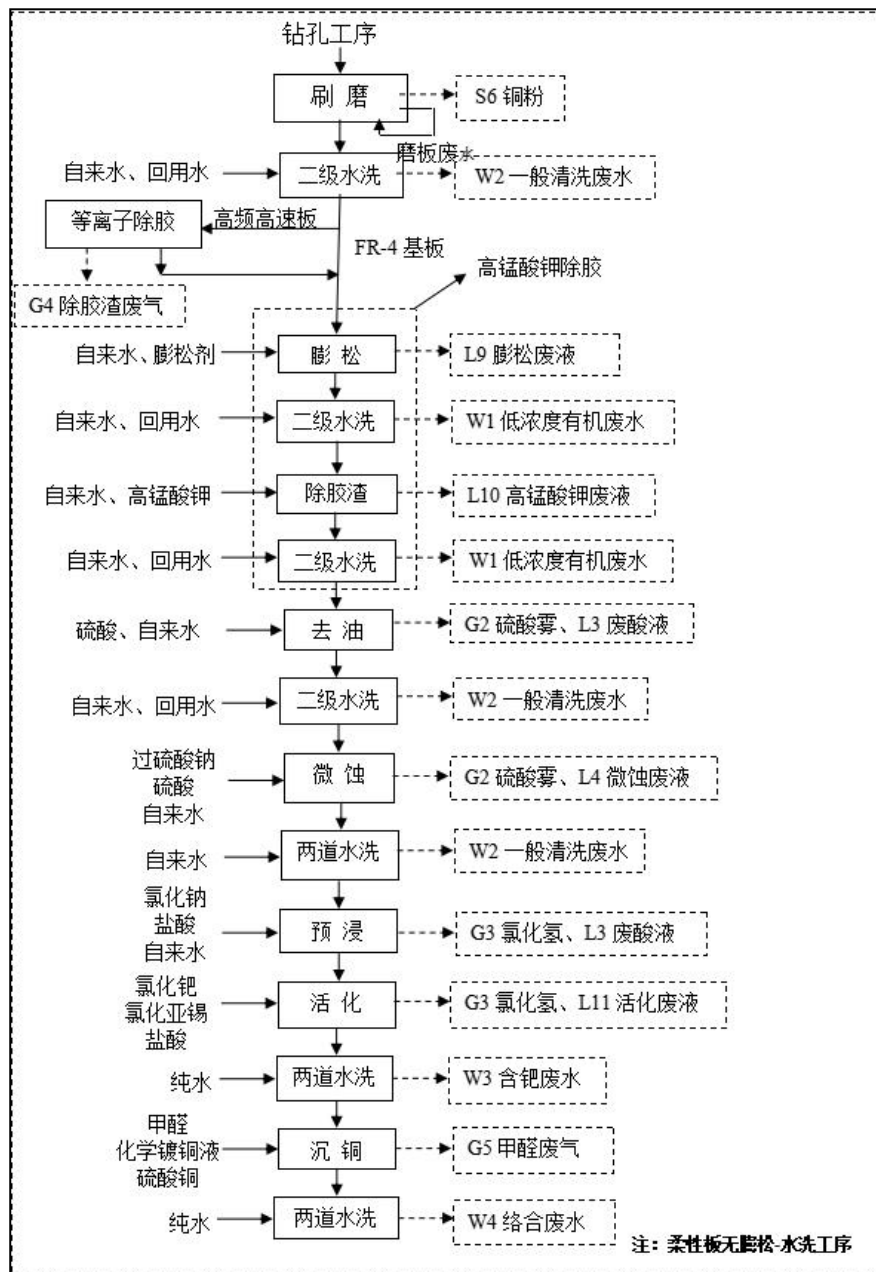 钻孔工序
刷 磨
S6 铜粉
磨板废水
自来水、回用水
二级水洗
W2 一般清洗废水
等离子除胶
高频高速板
FR-4 基板
高锰酸钾除胶
G4 除胶渣废气
自来水、膨松剂
膨 松
L9 膨松废液
自来水、回用水
二级水洗
W1 低浓度有机废水
自来水、高锰酸钾
除胶渣
L10 高锰酸钾废液
自来水、回用水
二级水洗
W1 低浓度有机废水
硫酸、自来水
去 油
G2 硫酸雾、L3 废酸液
自来水、回用水
二级水洗
W2 一般清洗废水
过硫酸钠
硫酸
自来水
微 蚀
G2 硫酸雾、L4 微蚀废液
自来水
两道水洗
W2 一般清洗废水
氯化钠
盐酸
自来水
预 浸
G3 氯化氢、L3 废酸液
氯化钯
氯化亚锡
盐酸
活 化
G3 氯化氢、L11 活化废液
纯水
两道水洗
W3 含钯废水
甲醛
化学镀铜液
硫酸铜
沉 铜
G5 甲醛废气
纯水
两道水洗
W4 络合废水
注：柔性板无膨松-水洗工序